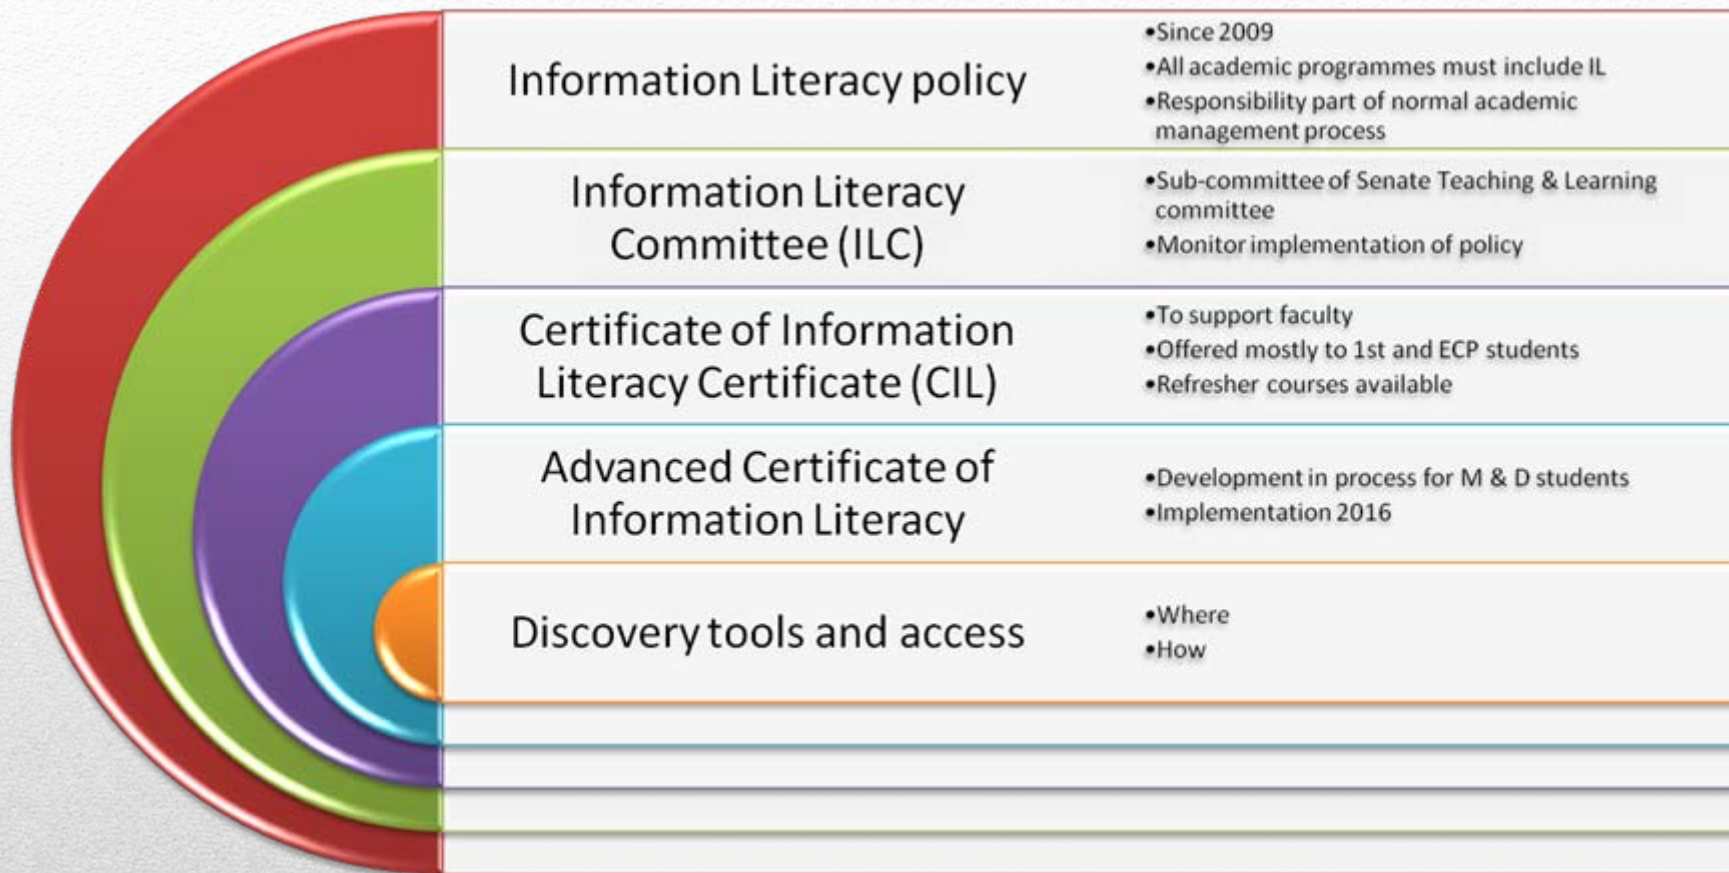 Information Literacy policy
•Since 2009
•All academic programmes must include IL
•Responsibility part of normal academic
management process
Information Literacy
Committee (ILC)
•Sub-committee of Senate Teaching & Learning
committee
•Monitor implementation of policy
Certificate of Information
Literacy Certificate (CIL)
•To support faculty
•Offered mostly to 1st and ECP students
•Refresher courses available
Advanced Certificate of
Information Literacy
•Development in process for M & D students
•Implementation 2016
Discovery tools and access
•Where
•How